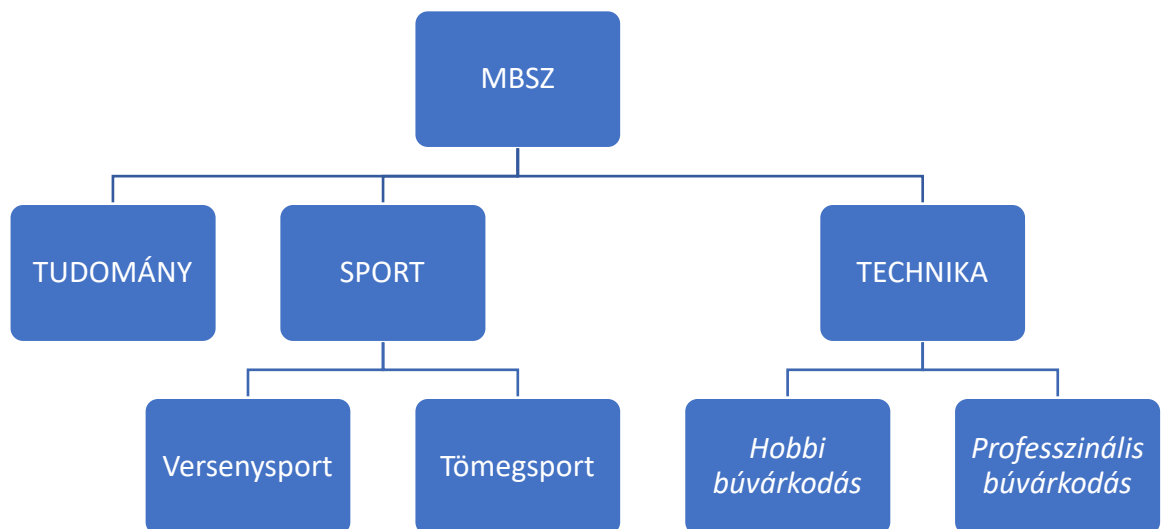 MBSZ
TUDOMÁNY
SPORT
TECHNIKA
Versenysport
Tömegsport
Hobbi
búvárkodás
Professzinális
búvárkodás